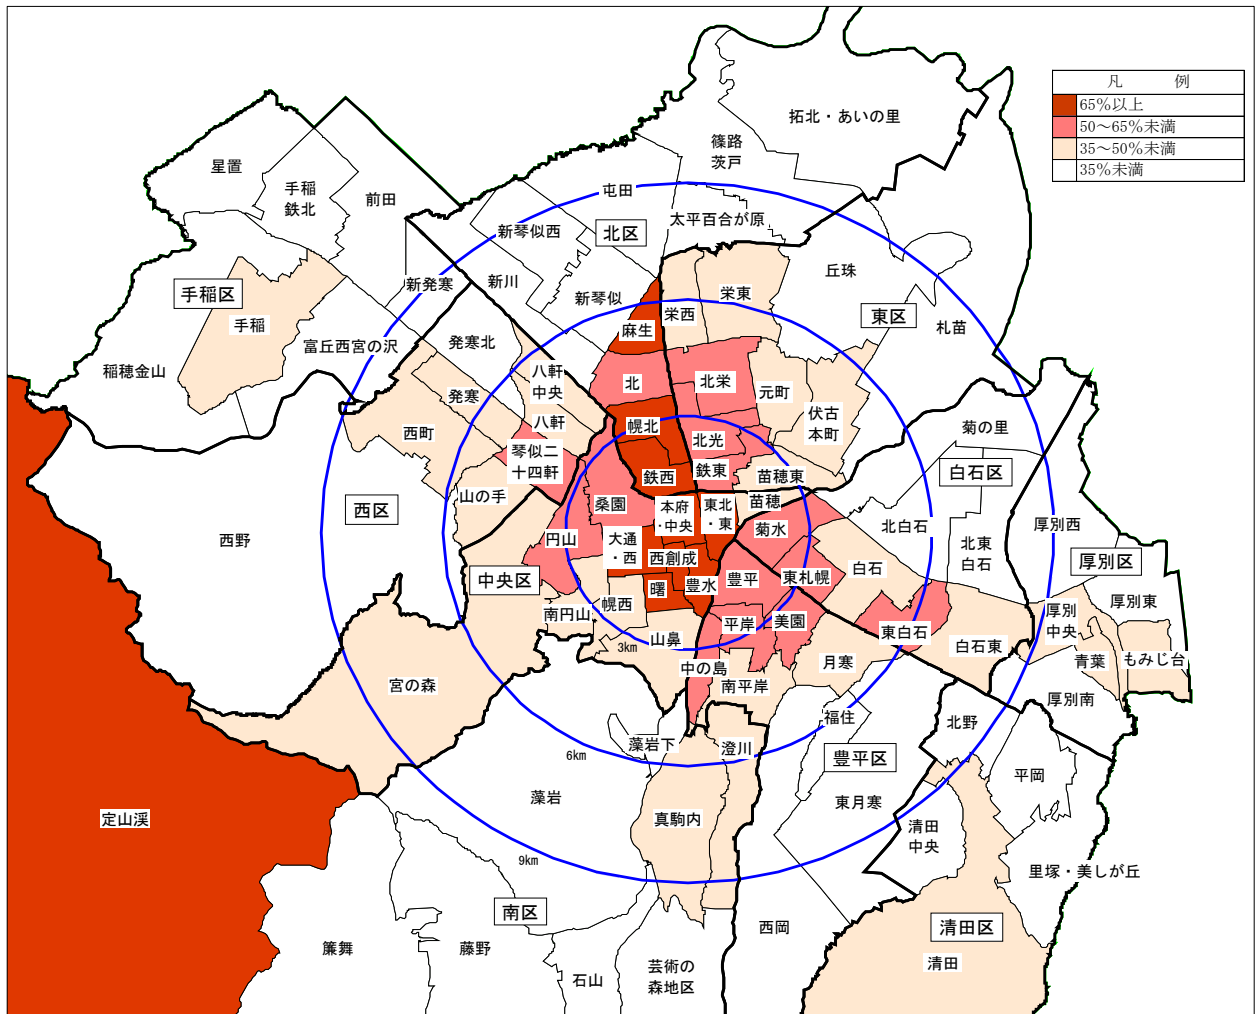 凡　例
65％以上
50～65％未満
35～50％未満
35％未満
拓北・あいの里
篠路
茨戸
星置
手稲
鉄北
前田
屯田
太平百合が原
新琴似西
北区
丘珠
新発寒
新川
手稲区
新琴似
栄西
栄東
東区
手稲
麻生
札苗
富丘西宮の沢
発寒北
稲穂金山
八軒
中央
北
北栄
元町
発寒
伏古
本町
八軒
幌北
菊の里
西町
北光
琴似二
十四軒
鉄東
鉄西
苗穂東
白石区
山の手
桑園
苗穂
西区
本府
・中央
東北
・東
菊水
北白石
厚別西
西野
円山
大通
・西
北東
白石
西創成
厚別区
中央区
豊平
東札幌
白石
曙
豊水
幌西
厚別東
南円山
平岸
美園
厚別
中央
東白石
山鼻
3km
白石東
中の島
月寒
青葉
もみじ台
宮の森
南平岸
厚別南
福住
北野
藻岩下
澄川
6km
豊平区
平岡
藻岩
東月寒
定山渓
真駒内
清田
中央
9km
里塚・美しが丘
南区
西岡
清田区
簾舞
藤野
清田
石山
芸術の
森地区